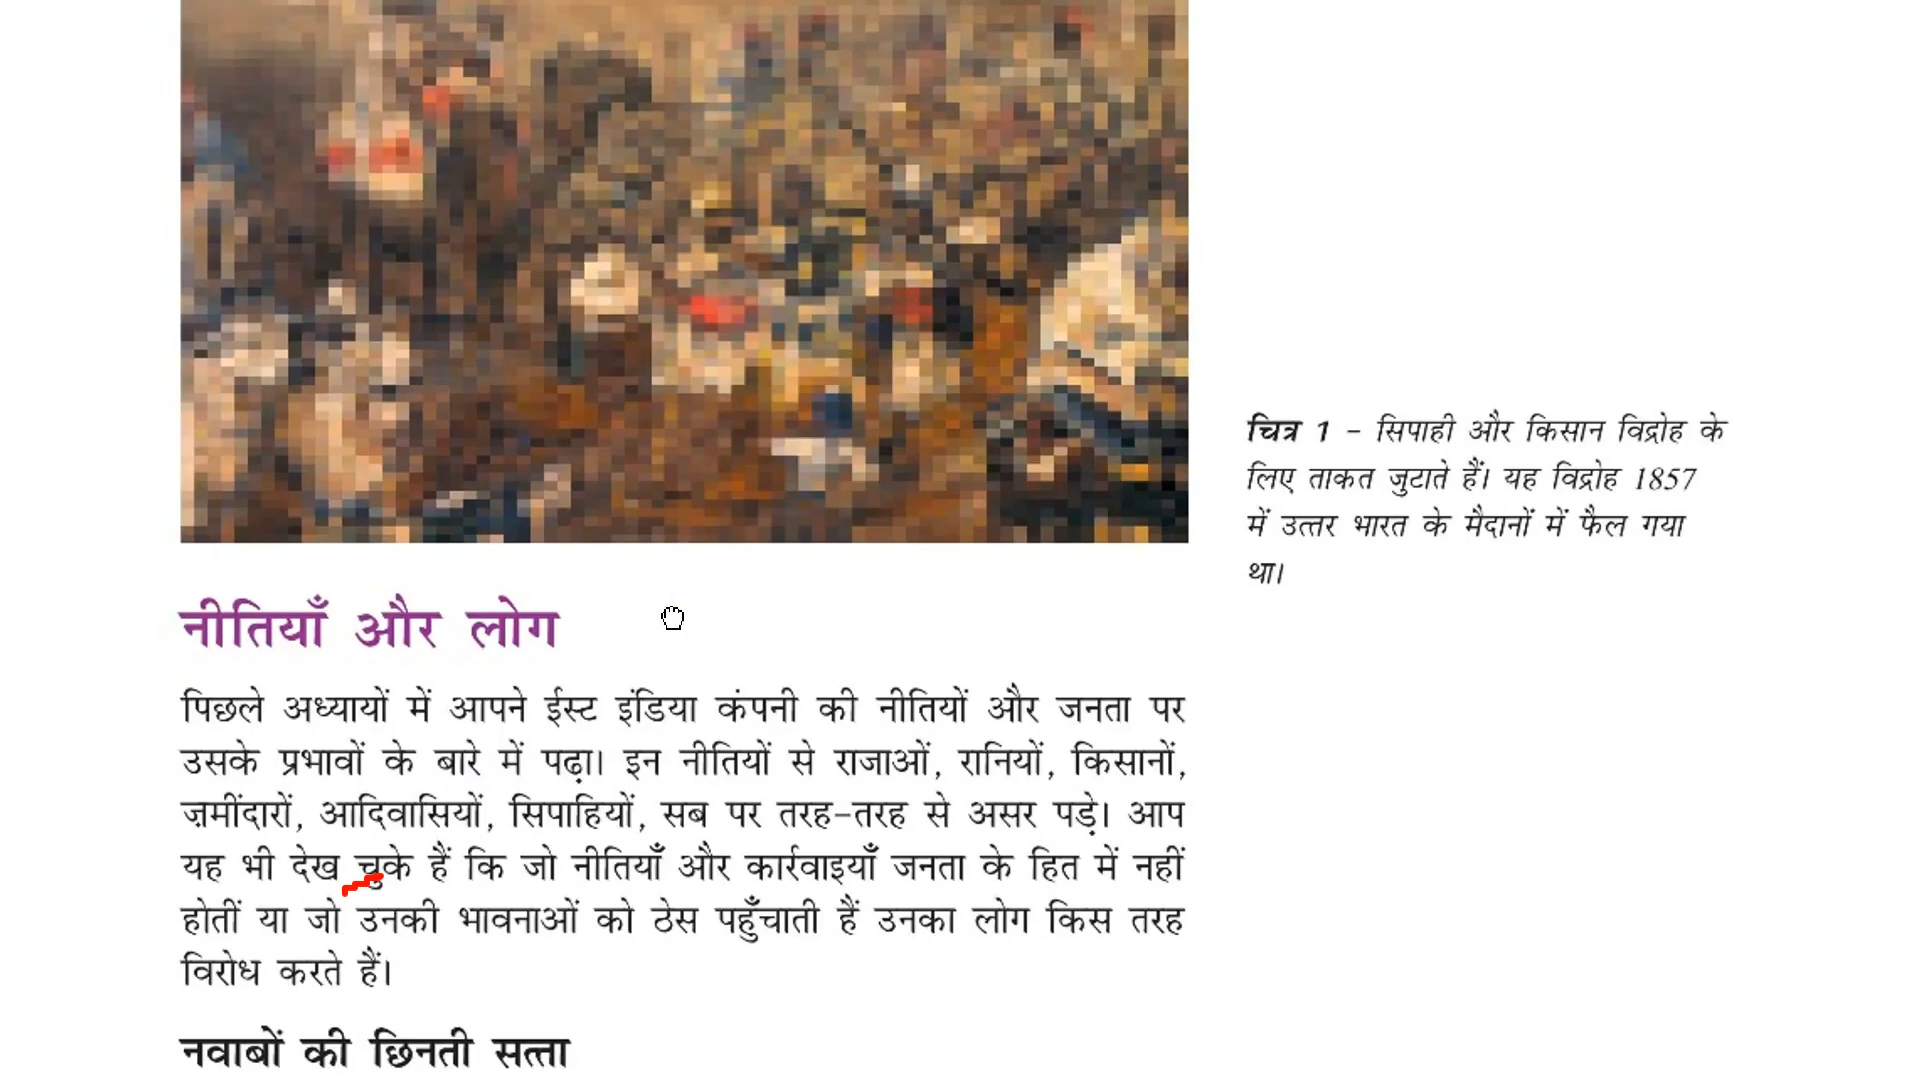 चित्र 1 – सिपाही और किसान विद्रोह के
लिए ताकत जुटाते हैं। यह विद्रोह 1857
में उत्तर भारत के मैदानों में फैल गया
था।
नीतियाँ और लोग
पिछले अध्यायों में आपने ईस्ट इंडिया कंपनी की नीतियों और जनता पर
उसके प्रभावों के बारे में पढ़ा। इन नीतियों से राजाओं, रानियों, किसानों,
ज़मींदारों, आदिवासियों, सिपाहियों, सब पर तरह-तरह से असर पड़े। आप
यह भी देख चुके हैं कि जो नीतियाँ और कार्रवाइयाँ जनता के हित में नहीं
होतीं या जो उनकी भावनाओं को ठेस पहुँचाती हैं उनका लोग किस तरह
विरोध करते हैं।
नवाबों की छिनती सत्ता